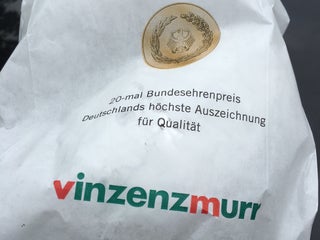 20-mal Bundesehrenpreis
Deutschlands höchste Auszeichnung
für Qualität
vinzenzmurr